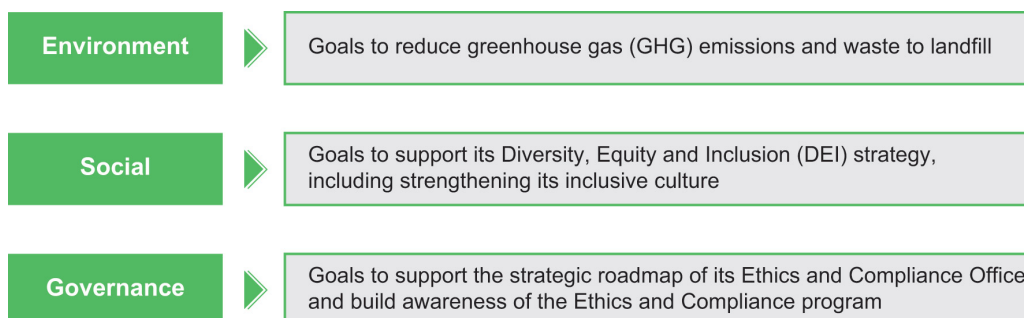 Environment
Goals to reduce greenhouse gas (GHG) emissions and waste to landfill
Social
Goals to support its Diversity, Equity and Inclusion (DEI) strategy,
including strengthening its inclusive culture
Governance
Goals to support the strategic roadmap of its Ethics and Compliance Office
and build awareness of the Ethics and Compliance program